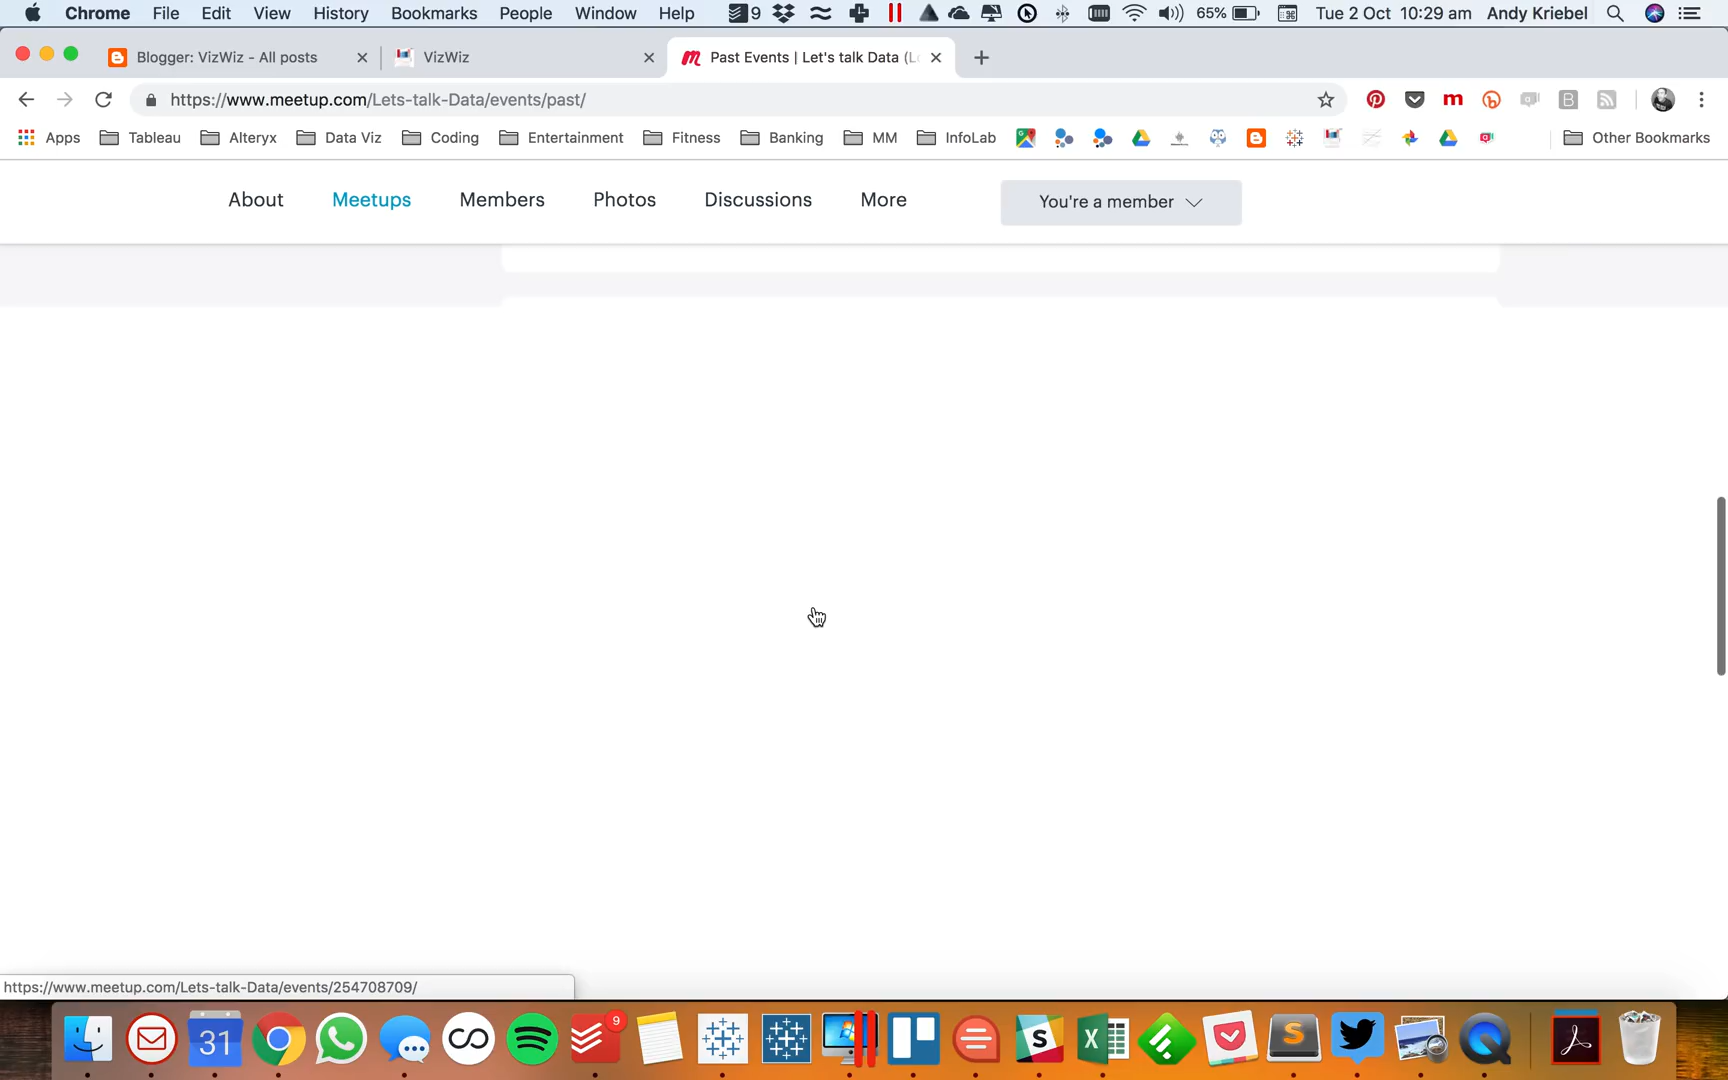 Chrome File Edit View History Bookmarks People Window Help 9 65% Tue 2 Oct 10:29 am Andy Kriebel
Blogger: VizWiz - All posts VizWiz Past Events | Let's talk Data (L
https://www.meetup.com/Lets-talk-Data/events/past/
Apps Tableau Alteryx Data Viz Coding Entertainment Fitness Banking MM InfoLab Other Bookmarks
About Meetups Members Photos Discussions More You're a member
https://www.meetup.com/Lets-talk-Data/events/254708709/
31 9